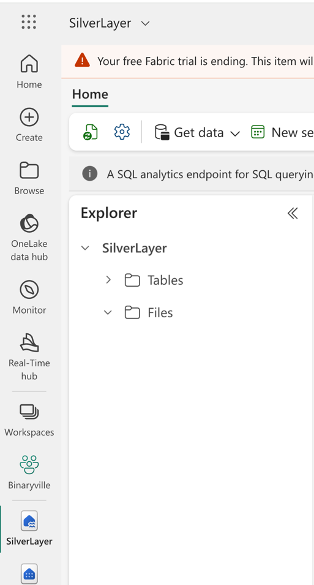 SilverLayer
Your free Fabric trial is ending. This item wil
Home
Home
Get data
New se
Create
A SQL analytics endpoint for SQL queryin
Browse
Explorer
SilverLayer
OneLake
data hub
Tables
Files
Monitor
Real-Time
hub
Workspaces
Binaryville
SilverLayer